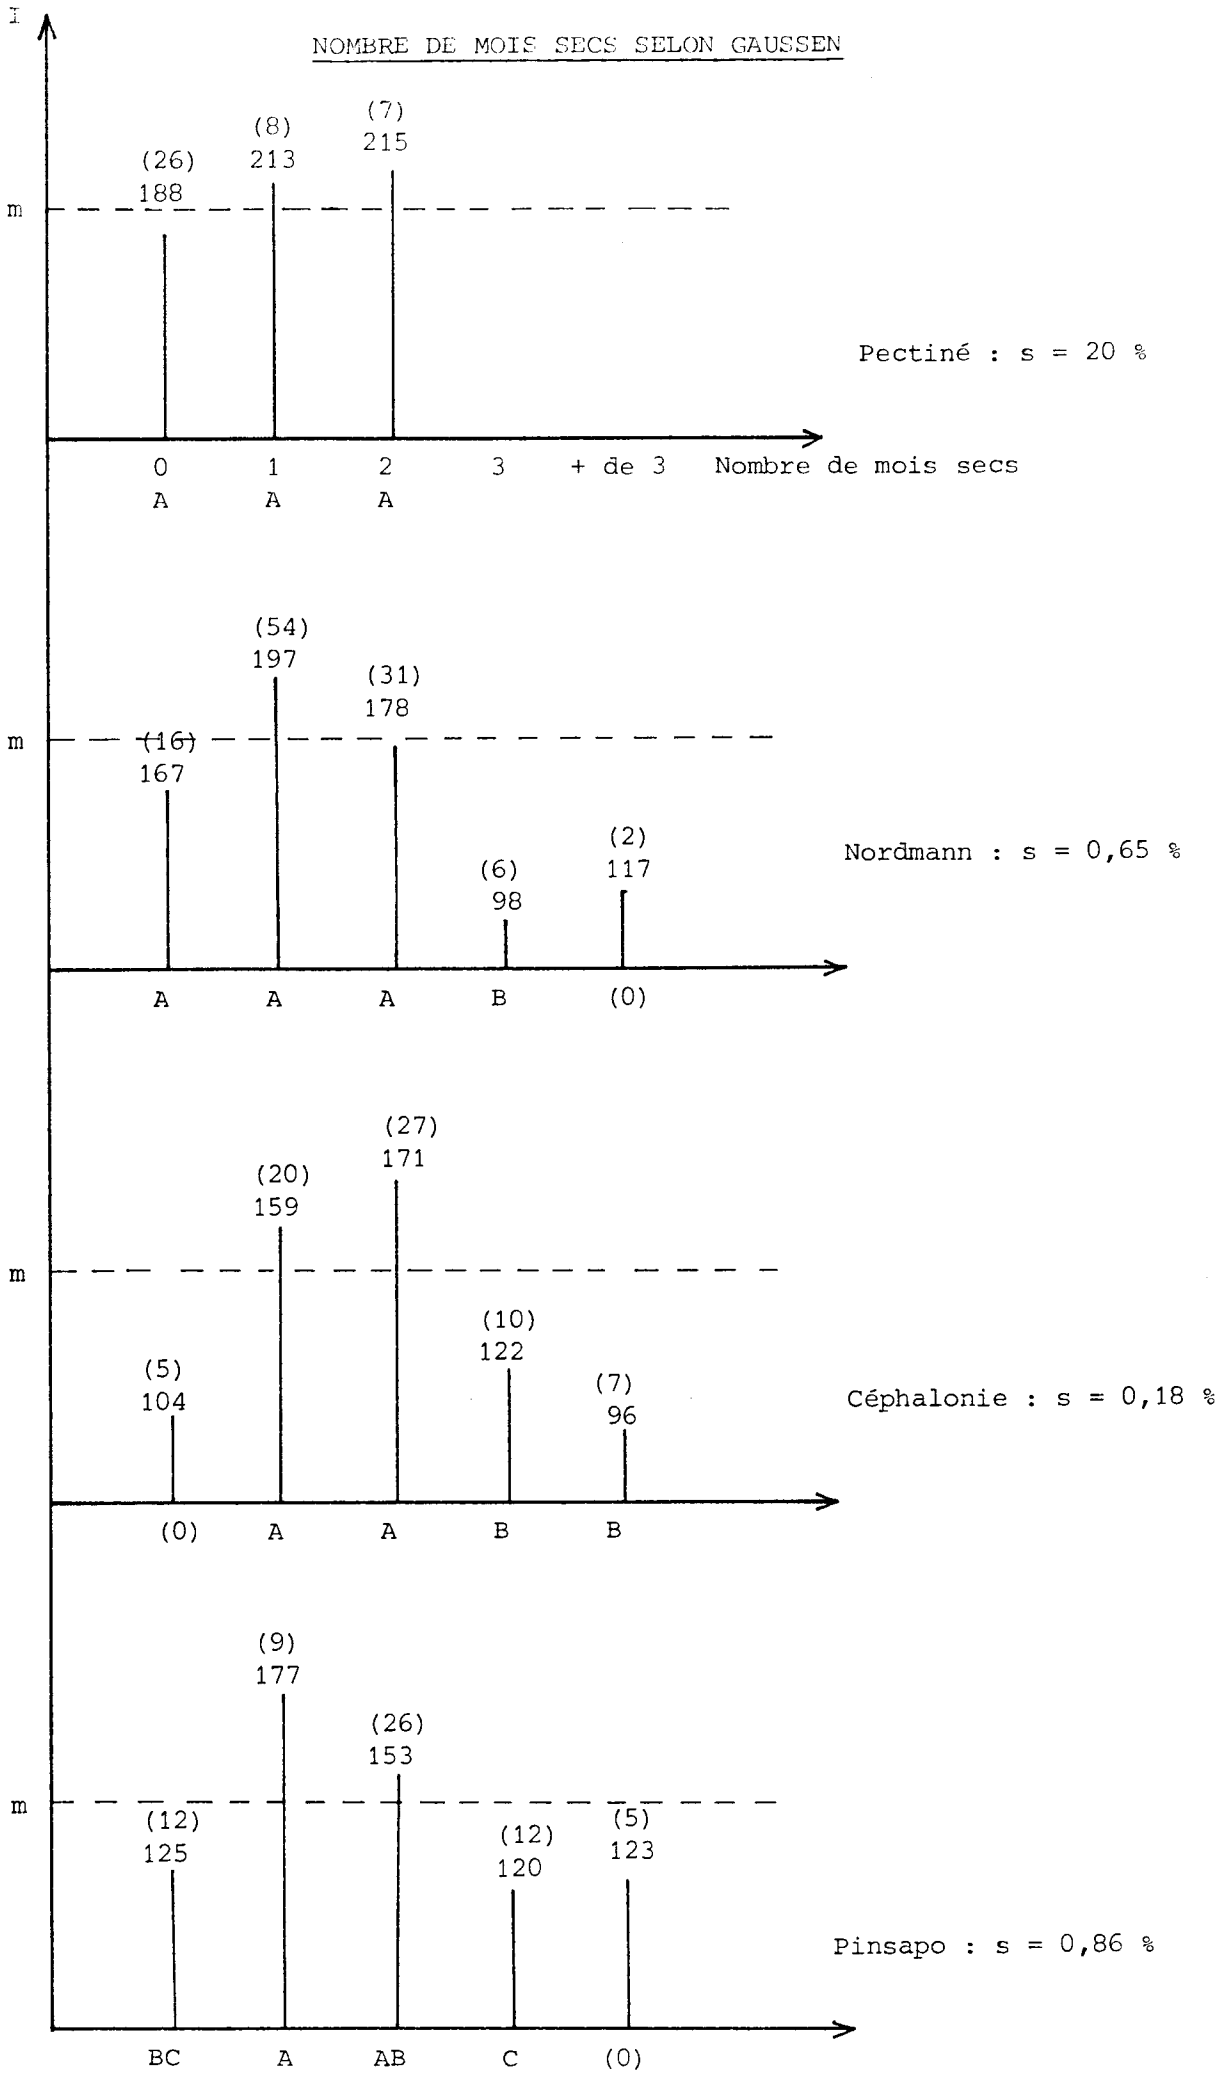 I
NOMBRE DE MOIS SECS SELON GAUSSEN
(7)
(8) 215
(26) 213
188
m
Pectiné : s = 20 %
0 1 2 3 + de 3 Nombre de mois secs
A A A
(54)
197 (31)
178
m (16)
167
(2)
Nordmann : s = 0,65 %
(6) 117
98
A A A B (0)
(27)
(20) 171
159
m
(10)
122
(5) (7)
104 96
Céphalonie : s = 0,18 %
(0) A A B B
(9)
177
(26)
153
m
(12) (12) (5)
125 120 123
Pinsapo : s = 0,86 %
BC A AB C (0)